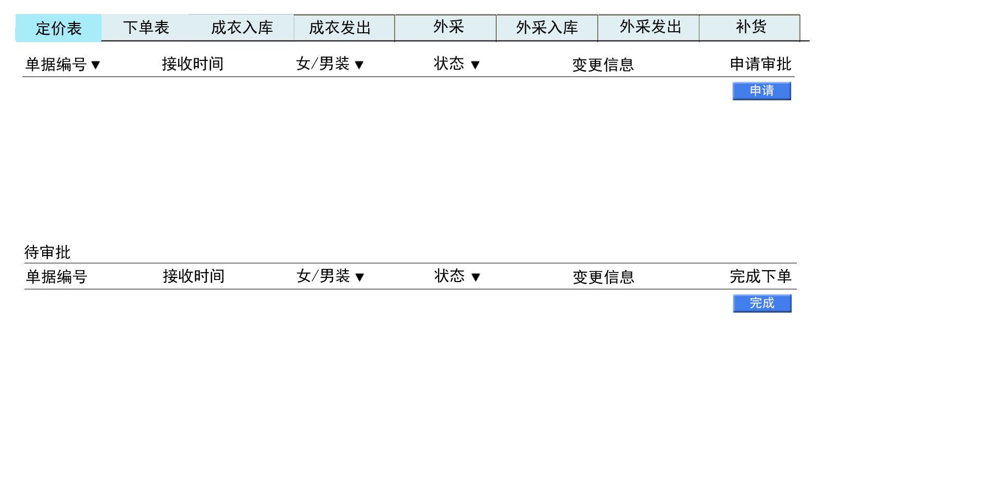 定价表 下单表 成衣入库 成衣发出 外采 外采入库 外采发出 补货
单据编号▼ 接收时间 女/男装▼ 状态▼ 变更信息 申请审批
申请
待审批
单据编号 接收时间 女/男装▼ 状态▼ 变更信息 完成下单
完成